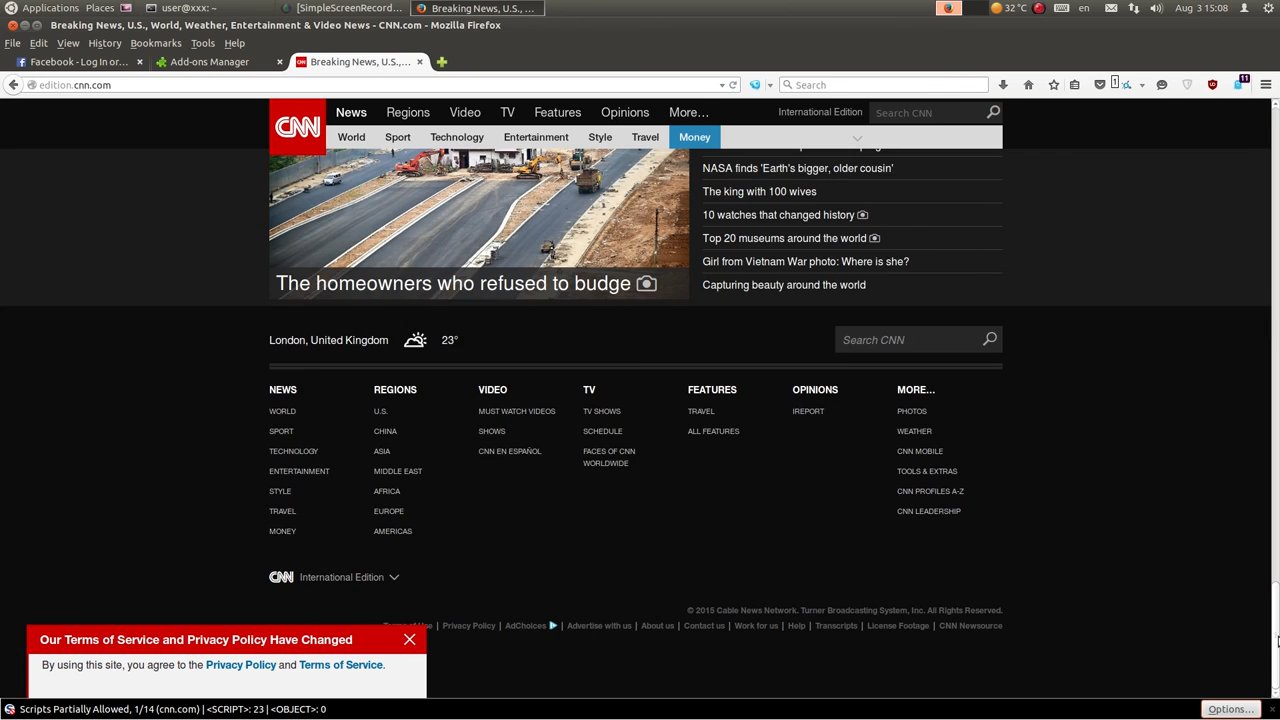 Applications Places user@xxx: ~ [SimpleScreenRecord... Breaking News, U.S., ... 32 °C en Aug 3 15:08
Breaking News, U.S., World, Weather, Entertainment & Video News - CNN.com - Mozilla Firefox
File Edit View History Bookmarks Tools Help
Facebook - Log In or... × Add-ons Manager × CNN Breaking News, U.S.,... ×
edition.cnn.com Search 1 11
CNN News Regions Video TV Features Opinions More... International Edition Search CNN
World Sport Technology Entertainment Style Travel Money
NASA finds 'Earth's bigger, older cousin'
The king with 100 wives
10 watches that changed history
Top 20 museums around the world
Girl from Vietnam War photo: Where is she?
The homeowners who refused to budge
Capturing beauty around the world
London, United Kingdom 23° Search CNN
NEWS REGIONS VIDEO TV FEATURES OPINIONS MORE...
WORLD U.S. MUST WATCH VIDEOS TV SHOWS TRAVEL IREPORT PHOTOS
SPORT CHINA SHOWS SCHEDULE ALL FEATURES WEATHER
TECHNOLOGY ASIA CNN EN ESPAÑOL FACES OF CNN CNN MOBILE
WORLDWIDE
ENTERTAINMENT MIDDLE EAST TOOLS & EXTRAS
STYLE AFRICA CNN PROFILES A-Z
TRAVEL EUROPE CNN LEADERSHIP
MONEY AMERICAS
CNN International Edition
© 2015 Cable News Network. Turner Broadcasting System, Inc. All Rights Reserved.
Terms of Use | Privacy Policy | AdChoices | Advertise with us | About us | Contact us | Work for us | Help | Transcripts | License Footage | CNN Newsource
Our Terms of Service and Privacy Policy Have Changed
By using this site, you agree to the Privacy Policy and Terms of Service.
Scripts Partially Allowed, 1/14 (cnn.com) | <SCRIPT>: 23 | <OBJECT>: 0 Options... ×